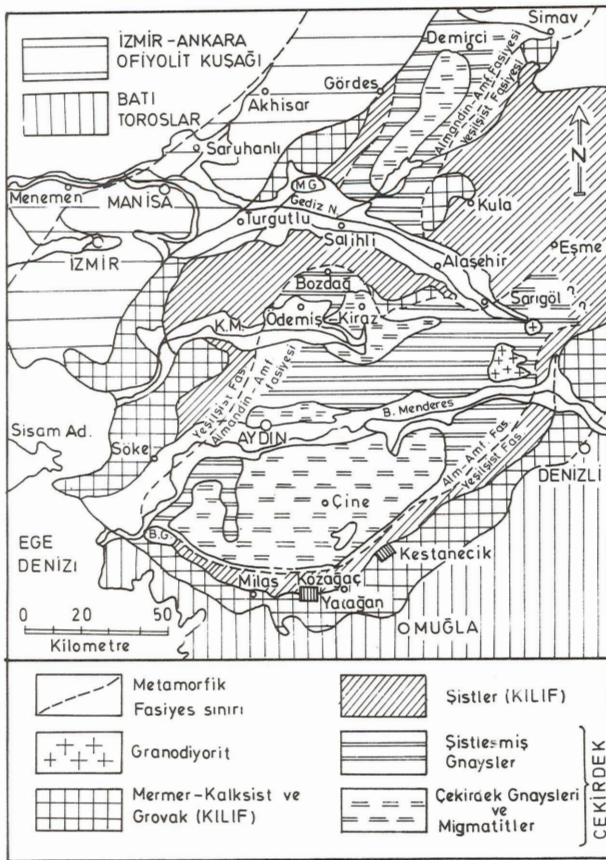 İZMİR-ANKARA
OFİYOLİT KUŞAĞI
BATI
TOROSLAR
Simav
Demirci
Gördes
Akhisar
Almandin-Amf. Fasiyesi
Yeşilşist Fasiyesi
N
Saruhanlı
Menemen
MANİSA
M.G.
Gediz N.
Turgutlu
Salihli
Kula
İZMİR
Alaşehir
Eşme
Bozdağ
Sarıgöl
K.M.
Ödemiş
Kiraz
Yeşilşist Fas.
Almandin-Amf.
fasiyesi
B. Menderes
Sisam Ad.
Söke
AYDIN
Alm-Amf. Fas
Yeşilşist Fas.
DENİZLİ
Çine
EGE
DENİZİ
B.G.
Kestanecik
Milas
Kozağaç
Yatağan
MUĞLA
0 30 50
Kilometre
Metamorfik
Fasiyes sınırı
Granodiyorit
Mermer-Kalksist ve
Grovak (KILIF)
Şistler (KILIF)
Şistleşmiş
Gnaysler
Çekirdek Gnaysleri
ve
Migmatitler
ÇEKİRDEK